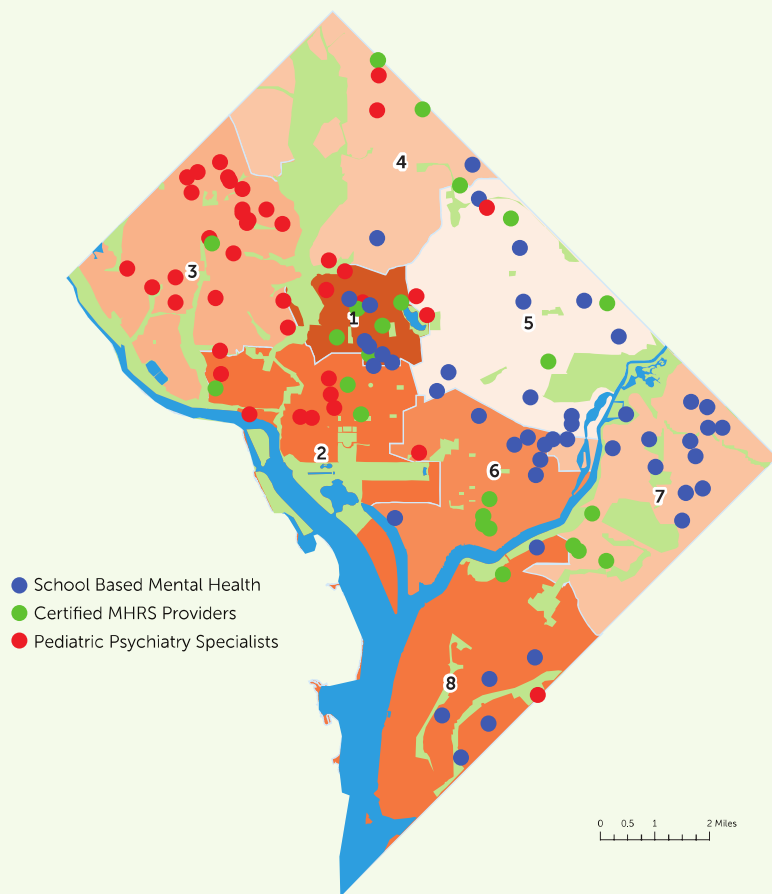 4
3
1
5
2
6
7
School Based Mental Health
Certified MHRS Providers
Pediatric Psychiatry Specialists
8
0 0.5 1 2 Miles